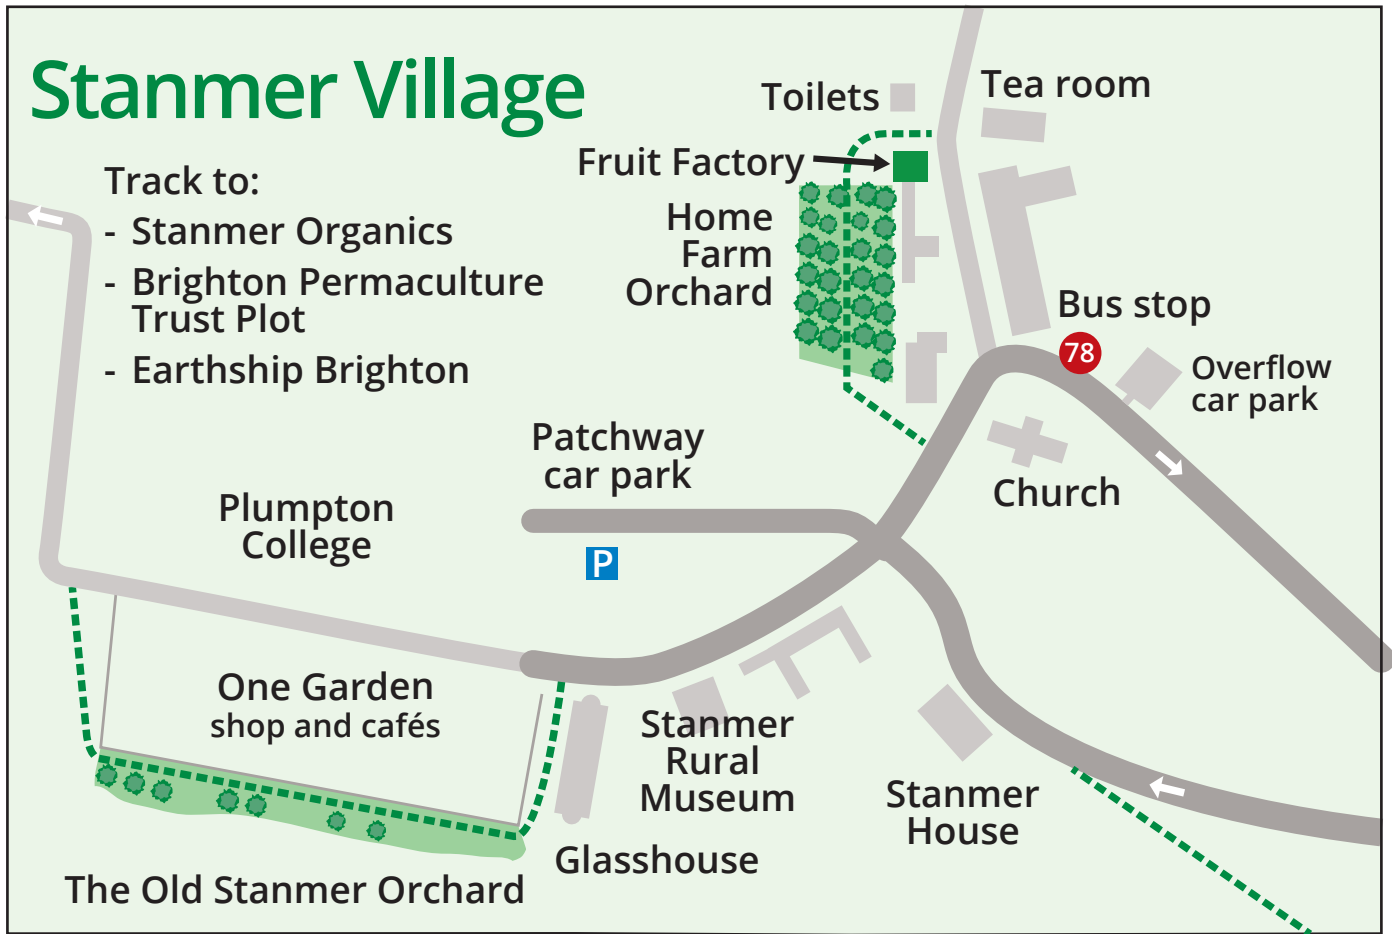 Stanmer Village
Track to:
- Stanmer Organics
- Brighton Permaculture
Trust Plot
- Earthship Brighton
Toilets
Tea room
Fruit Factory
Home
Farm
Orchard
Bus stop
78
Overflow
car park
Patchway
car park
P
Church
Plumpton
College
One Garden
shop and cafés
Stanmer
Rural
Museum
Stanmer
House
Glasshouse
The Old Stanmer Orchard